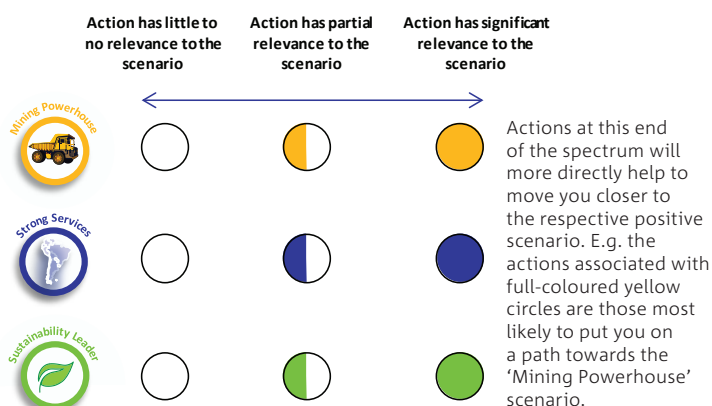 Action has little to
no relevance to the
scenario
Action has partial
relevance to the
scenario
Action has significant
relevance to the
scenario
Mining Powerhouse
Strong Services
Sustainability Leader
Actions at this end
of the spectrum will
more directly help to
move you closer to
the respective positive
scenario. E.g. the
actions associated with
full-coloured yellow
circles are those most
likely to put you on
a path towards the
‘Mining Powerhouse’
scenario.